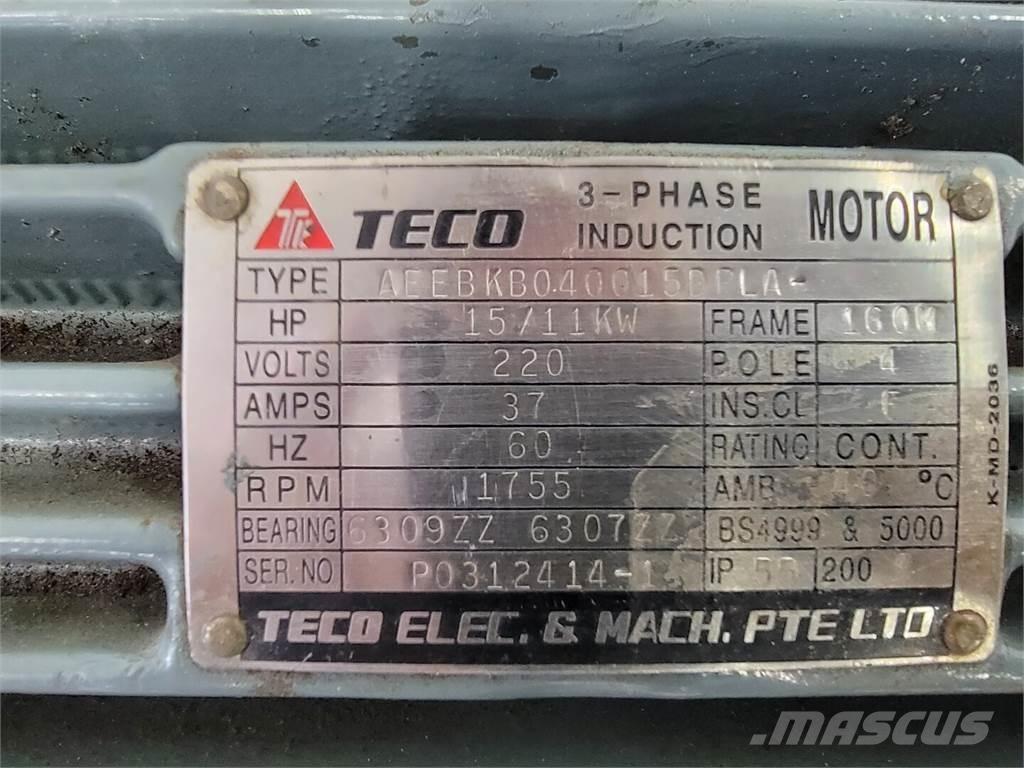 TECO 3-PHASE INDUCTION MOTOR
TYPE
HP 15/11KW FRAME 160M
VOLTS 220 POLE 4
AMPS 37 INS.CL F
HZ 60 RATING CONT.
RPM 1755 AMB °C
BEARING 6309ZZ 6307ZZ BS4999 & 5000
SER.NO IP 200
TECO ELEC. & MACH. PTE LTD
K-MD-2036
MASCUS